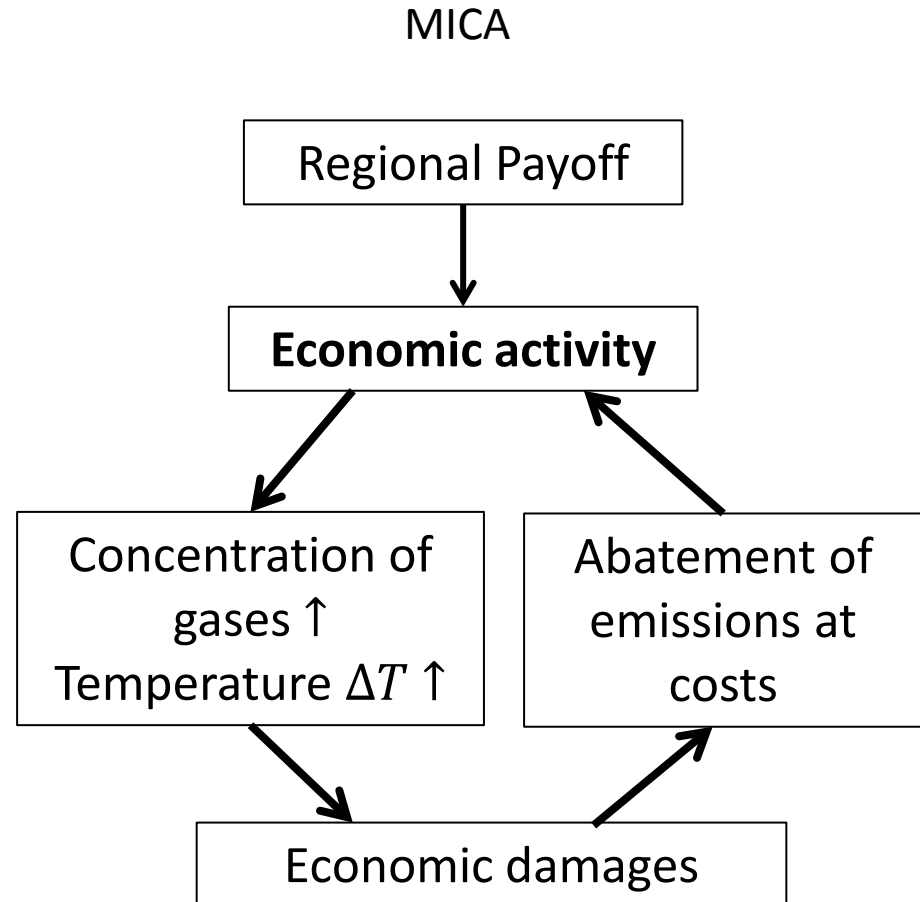 MICA
Regional Payoff
Economic activity
Concentration of
gases ↑
Temperature Δ𝑇 ↑
Abatement of
emissions at
costs
Economic damages